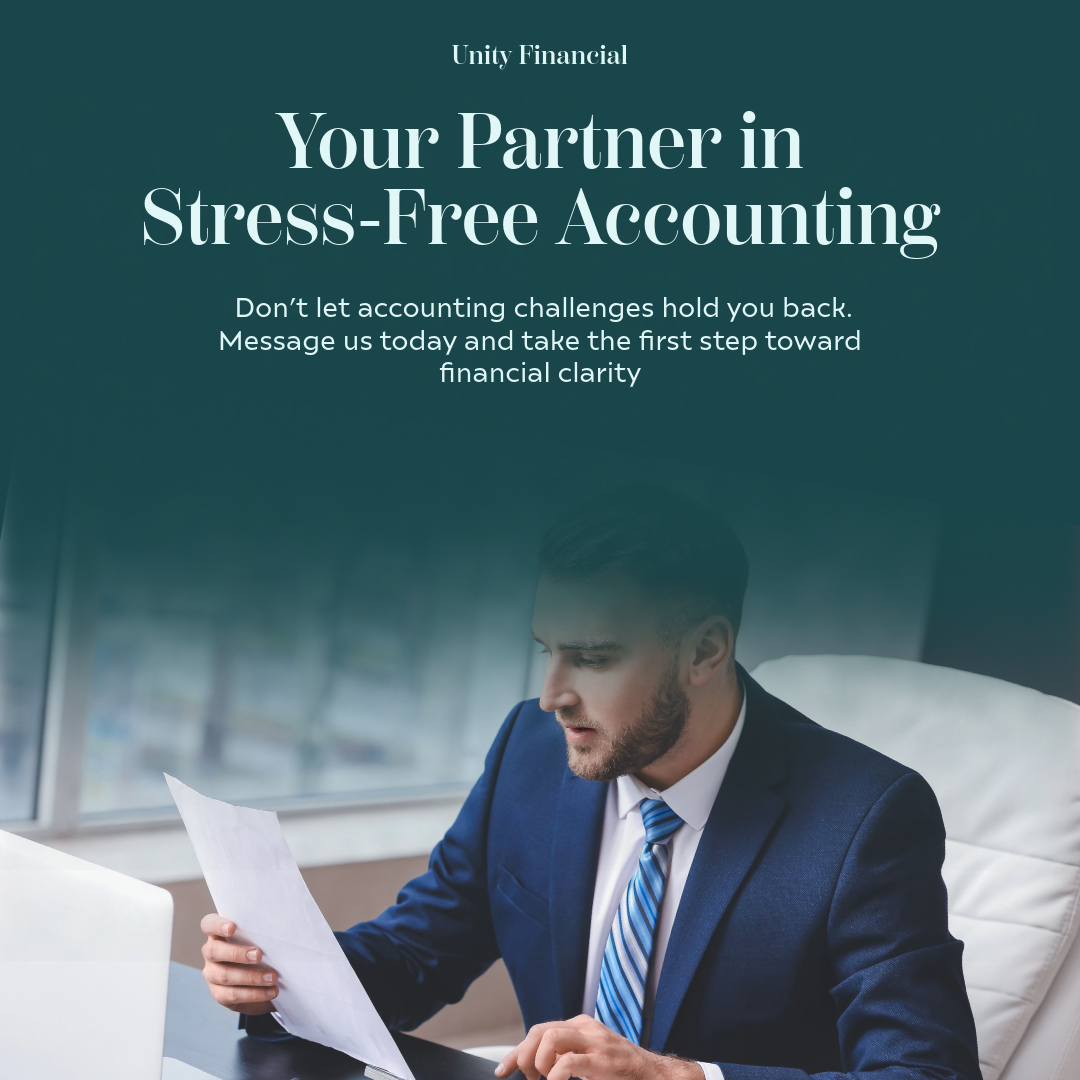 Unity Financial
Your Partner in
Stress-Free Accounting
Don’t let accounting challenges hold you back.
Message us today and take the first step toward
financial clarity